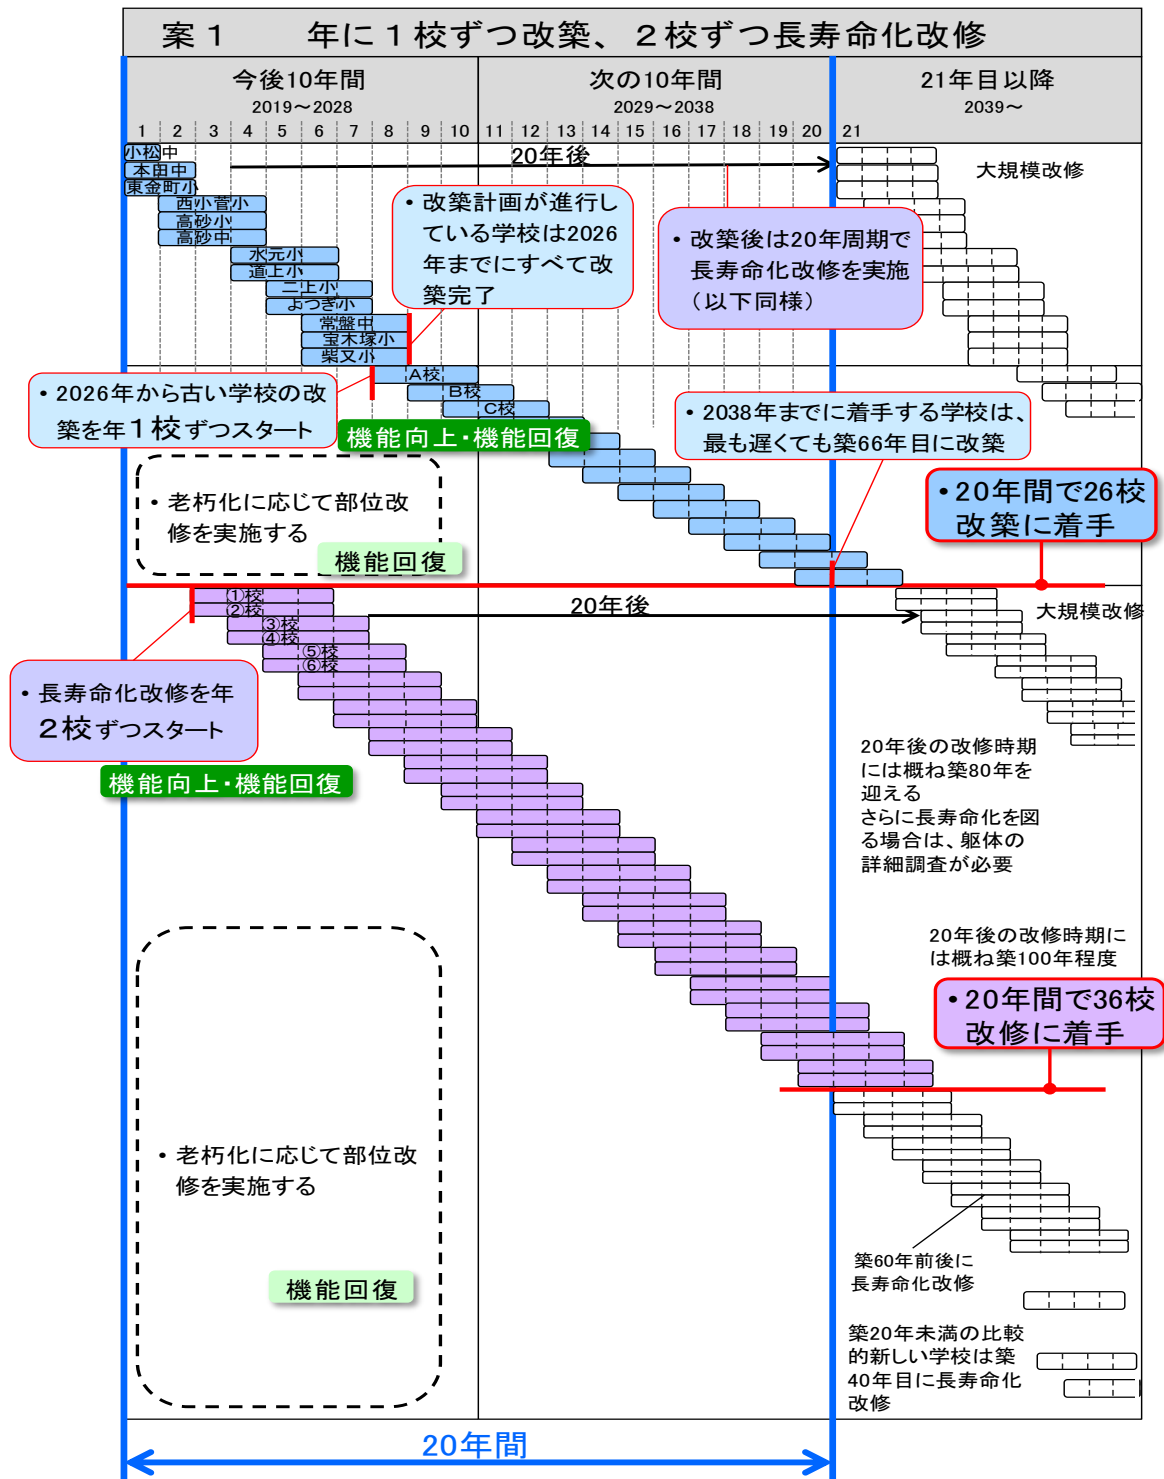 案1　年に1校ずつ改築、2校ずつ長寿命化改修
今後10年間
2019～2028
次の10年間
2029～2038
21年目以降
2039～
1 2 3 4 5 6 7 8 9 10 11 12 13 14 15 16 17 18 19 20 21
小松中
本田中
東金町小
西小菅小
高砂小
高砂中
水元小
道上小
二上小
よつぎ小
常盤中
宝木塚小
柴又小
A校
B校
C校
20年後
大規模改修
・改築計画が進行し
ている学校は2026
年までにすべて改
築完了
・改築後は20年周期で
長寿命化改修を実施
（以下同様）
・2026年から古い学校の改
築を年1校ずつスタート
機能向上・機能回復
・2038年までに着手する学校は、
最も遅くても築66年目に改築
・老朽化に応じて部位改
修を実施する
機能回復
・20年間で26校
改築に着手
①校
②校
③校
④校
⑤校
⑥校
20年後
大規模改修
・長寿命化改修を年
2校ずつスタート
機能向上・機能回復
20年後の改修時期
には概ね築80年を
迎える
さらに長寿命化を図
る場合は、躯体の
詳細調査が必要
20年後の改修時期に
は概ね築100年程度
・20年間で36校
改修に着手
・老朽化に応じて部位改
修を実施する
機能回復
築60年前後に
長寿命化改修
築20年未満の比較
的新しい学校は築
40年目に長寿命化
改修
20年間